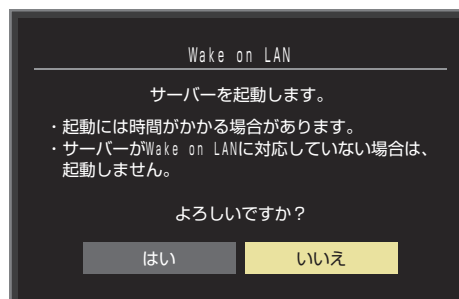 Wake on LAN
サーバーを起動します。
・起動には時間がかかる場合があります。
・サーバーがWake on LANに対応していない場合は、
起動しません。
よろしいですか？
はい
いいえ